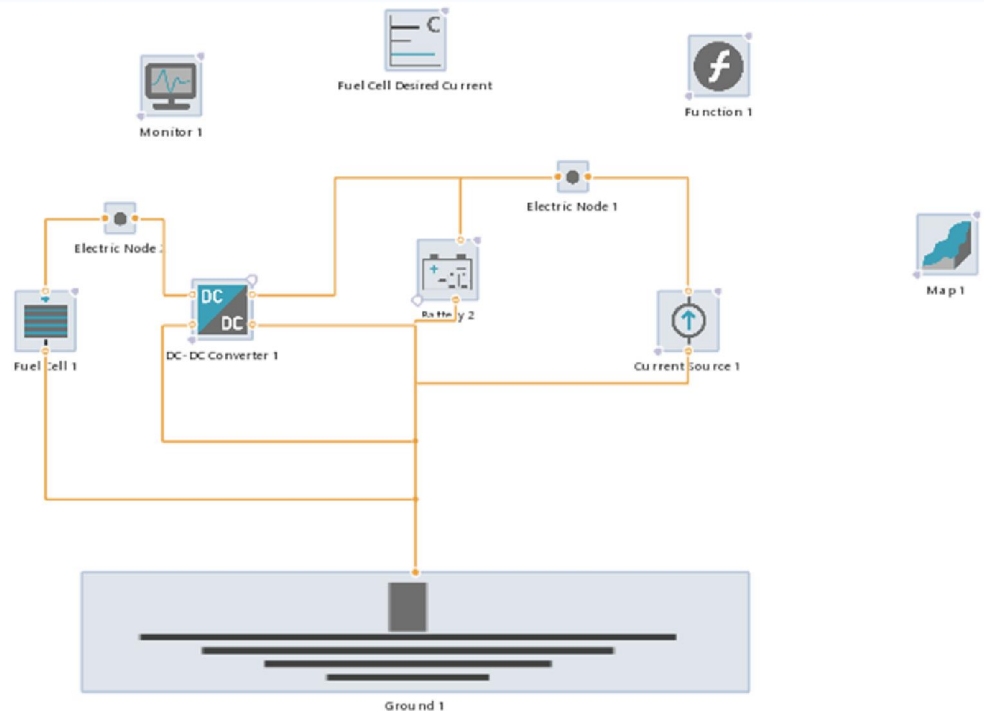 C
Fuel Cell Desired Current
f
Function 1
Monitor 1
Electric Node 1
Electric Node
DC
DC
Battery 2
Map 1
Fuel Cell 1
DC-DC Converter 1
Current Source 1
Ground 1